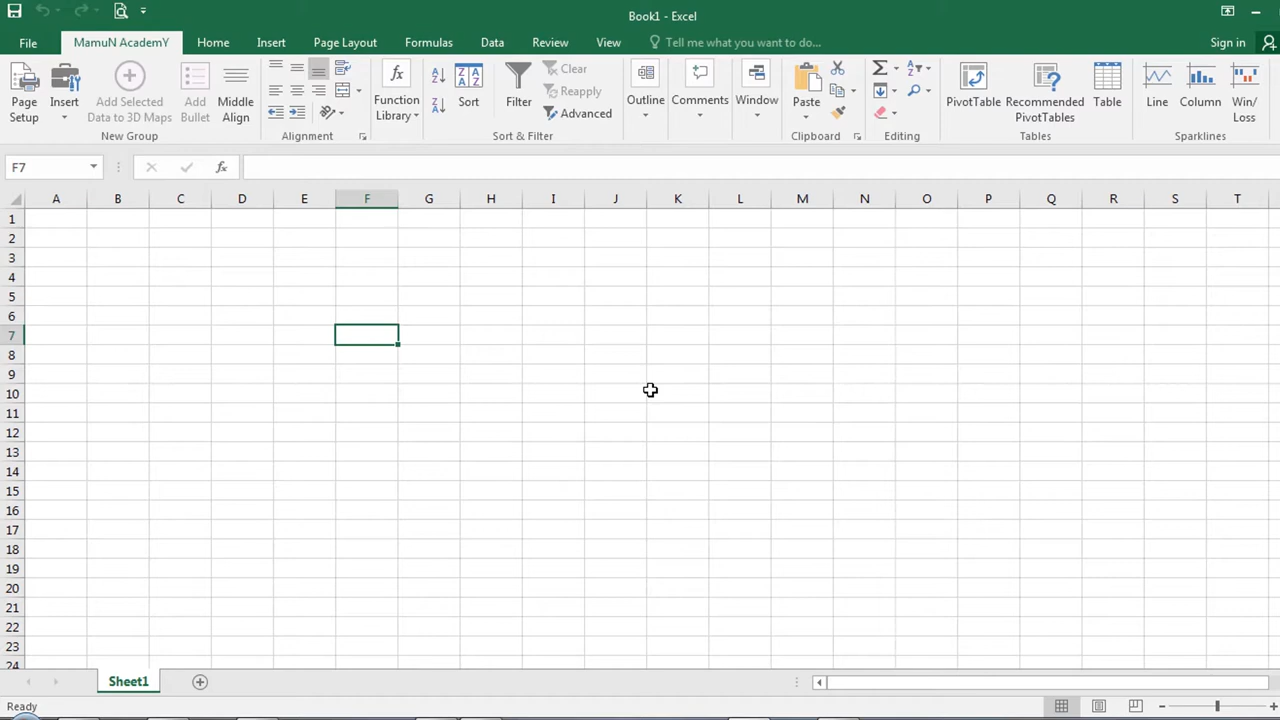 Book1 - Excel
File MamuN AcademY Home Insert Page Layout Formulas Data Review View Tell me what you want to do... Sign in
Page Setup
Insert
Add Selected Data to 3D Maps
Add Bullet
Middle Align
New Group
Alignment
Function Library
Sort
Filter
Clear
Reapply
Advanced
Sort & Filter
Outline
Comments
Window
Paste
Clipboard
Editing
PivotTable
Recommended PivotTables
Table
Tables
Line
Column
Win/ Loss
Sparklines
F7
fx
A B C D E F G H I J K L M N O P Q R S T
1
2
3
4
5
6
7
8
9
10
11
12
13
14
15
16
17
18
19
20
21
22
23
24
Sheet1
Ready